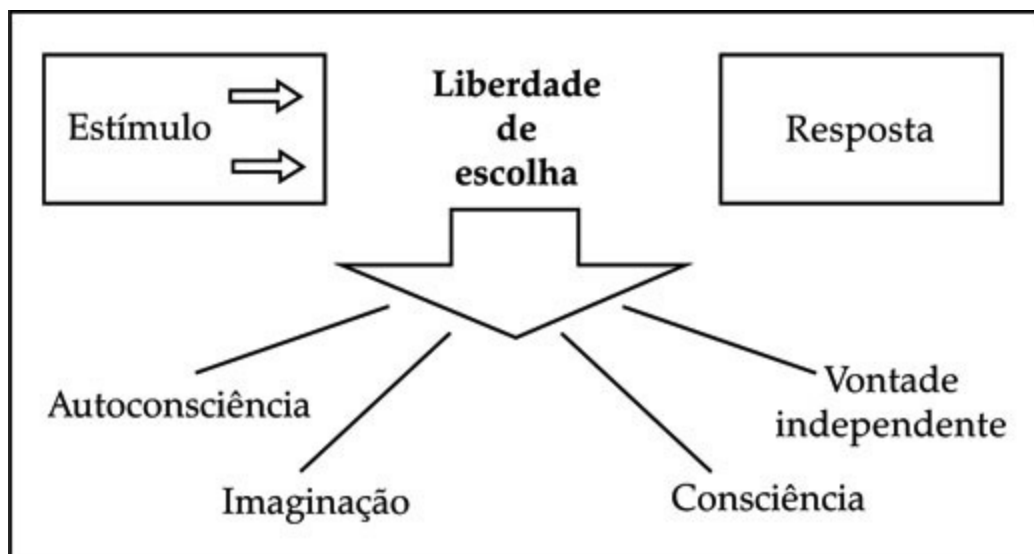 Estímulo
Liberdade
de
escolha
Resposta
Autoconsciência
Imaginação
Consciência
Vontade
independente